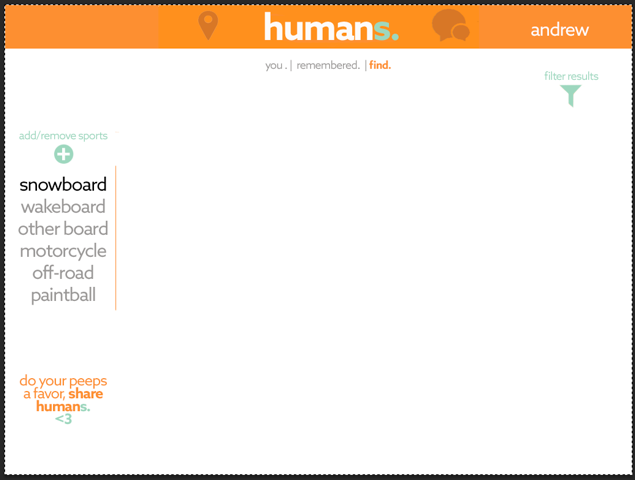 humans.
andrew
you . | remembered. | find.
filter results
add/remove sports
snowboard
wakeboard
other board
motorcycle
off-road
paintball
do your peeps
a favor, share
humans.
<3